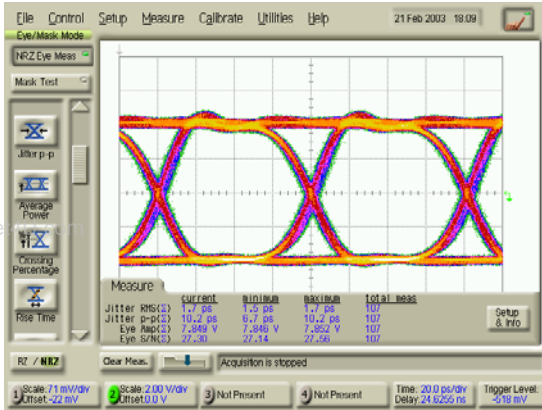 File Control Setup Measure Calibrate Utilities Help 21 Feb 2003 18:09
Eye/Mask Mode
NRZ Eye Meas
Mask Test
Jitter p-p
Average
Power
Crossing
Percentage
Rise Time
Measure
current minimum maximum total meas
Jitter RMS(Σ) 1.7 ps 1.5 ps 1.7 ps 107
Jitter p-p(Σ) 10.2 ps 6.7 ps 10.2 ps 107
Eye Amp(Σ) 7.849 V 7.846 V 7.852 V 107
Eye S/N(Σ) 27.30 27.14 27.56 107
Setup
& Info
RZ / NRZ Clear Meas. Acquisition is stopped
1 Scale:71 mV/div
Offset:-22 mV
2 Scale:2.00 V/div
Offset:0.0 V
3 Not Present
4 Not Present
Time: 20.0 ps/div
Delay:24.6255 ns
Trigger Level:
-518 mV